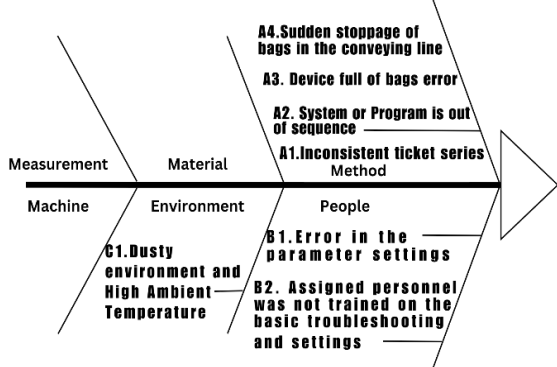 A4.Sudden stoppage of
bags in the conveying line
A3. Device full of bags error
A2. System or Program is out
of sequence
A1.Inconsistent ticket series
Measurement
Material
Method
Machine
Environment
People
C1.Dusty
environment and
High Ambient
Temperature
B1.Error in the
parameter settings
B2. Assigned personnel
was not trained on the
basic troubleshooting
and settings